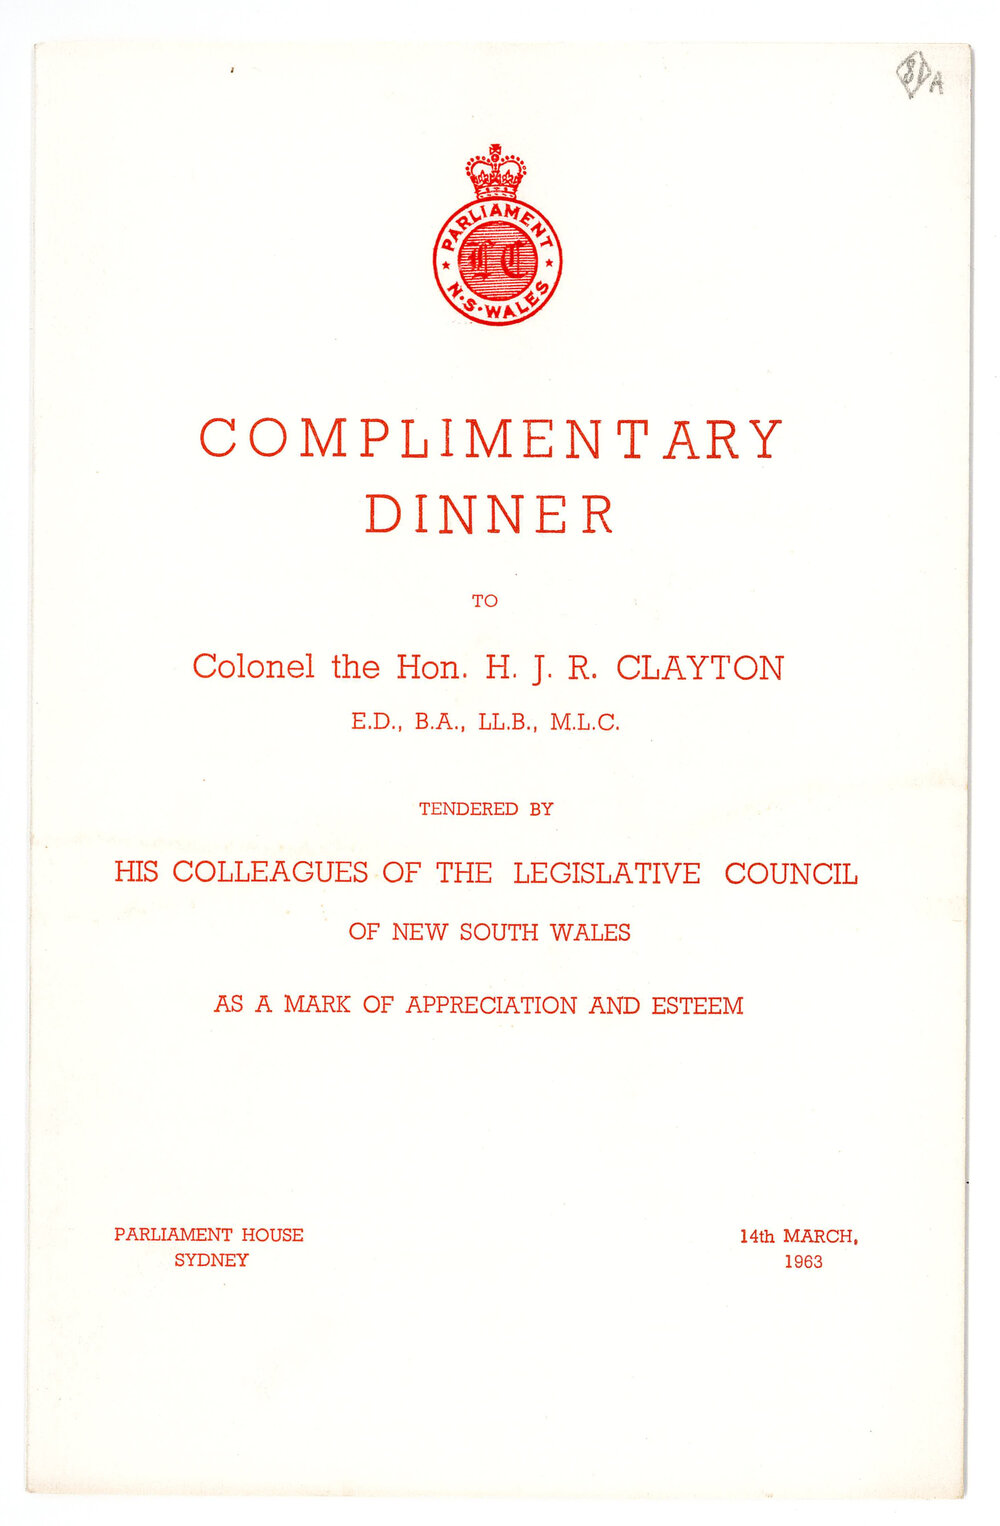 PARLIAMENT
LC
N·S·WALES
COMPLIMENTARY
DINNER
TO
Colonel the Hon. H. J. R. CLAYTON
E.D., B.A., LL.B., M.L.C.
TENDERED BY
HIS COLLEAGUES OF THE LEGISLATIVE COUNCIL
OF NEW SOUTH WALES
AS A MARK OF APPRECIATION AND ESTEEM
PARLIAMENT HOUSE
SYDNEY
14th MARCH,
1963